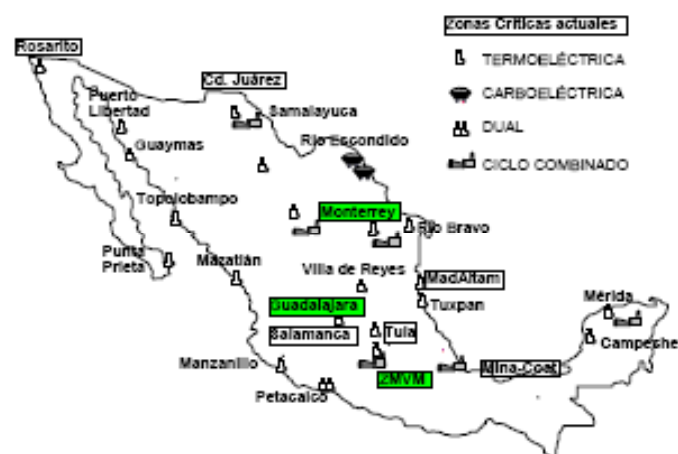 Zonas Críticas actuales
TERMOELÉCTRICA
CARBOELÉCTRICA
DUAL
CICLO COMBINADO
Rosarito
Cd. Juárez
Puerto
Libertad
Samalayuca
Guaymas
Río Escondido
Topolobampo
Monterrey
Río Bravo
Punta
Prieta
Mazatlán
Villa de Reyes
MadAltam
Tuxpan
Mérida
Guadalajara
Salamanca
Tula
Campeche
Manzanillo
ZMVM
Mina-Coat
Petacalco